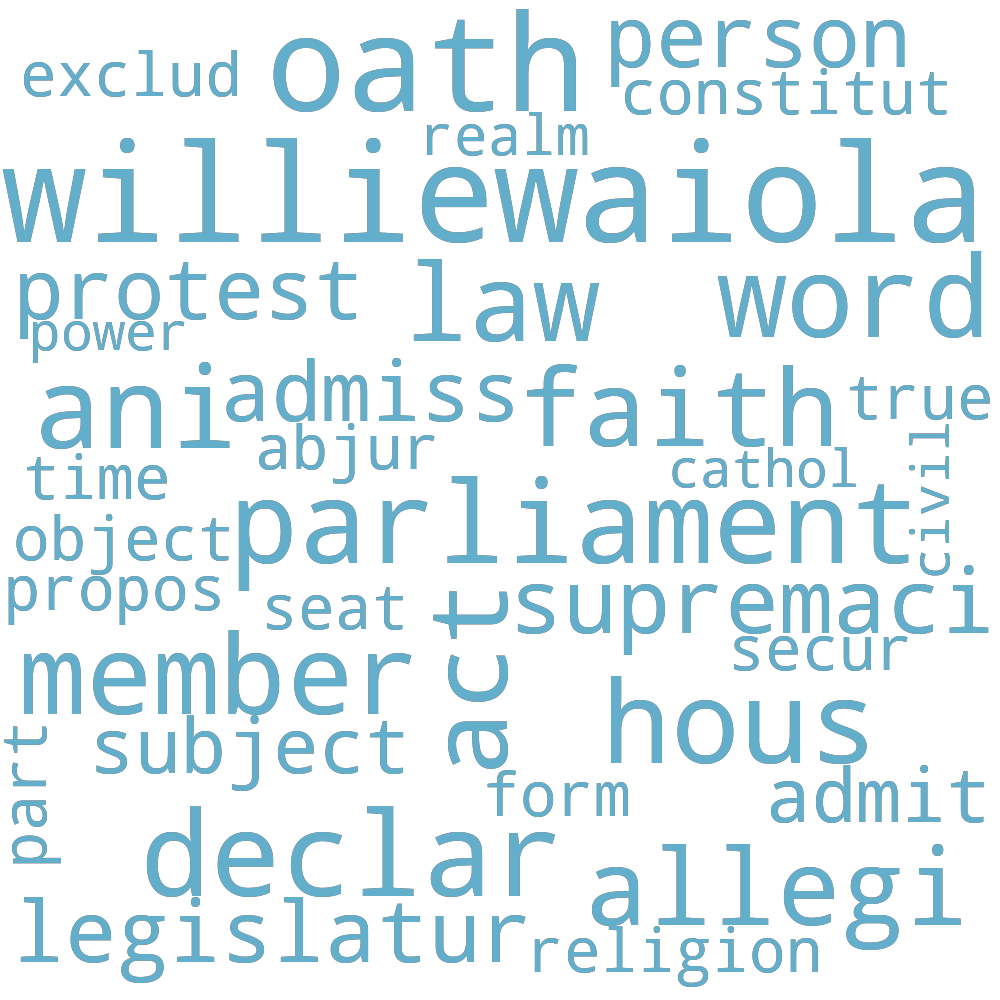 exclud oath person
constitut
realm
williewaiola
protest law word
power
ani admiss faith true
abjur cathol civil
time parliament
object
propos seat act supremaci
member secur
subject hous
part form admit
declar allegi
legislatur religion